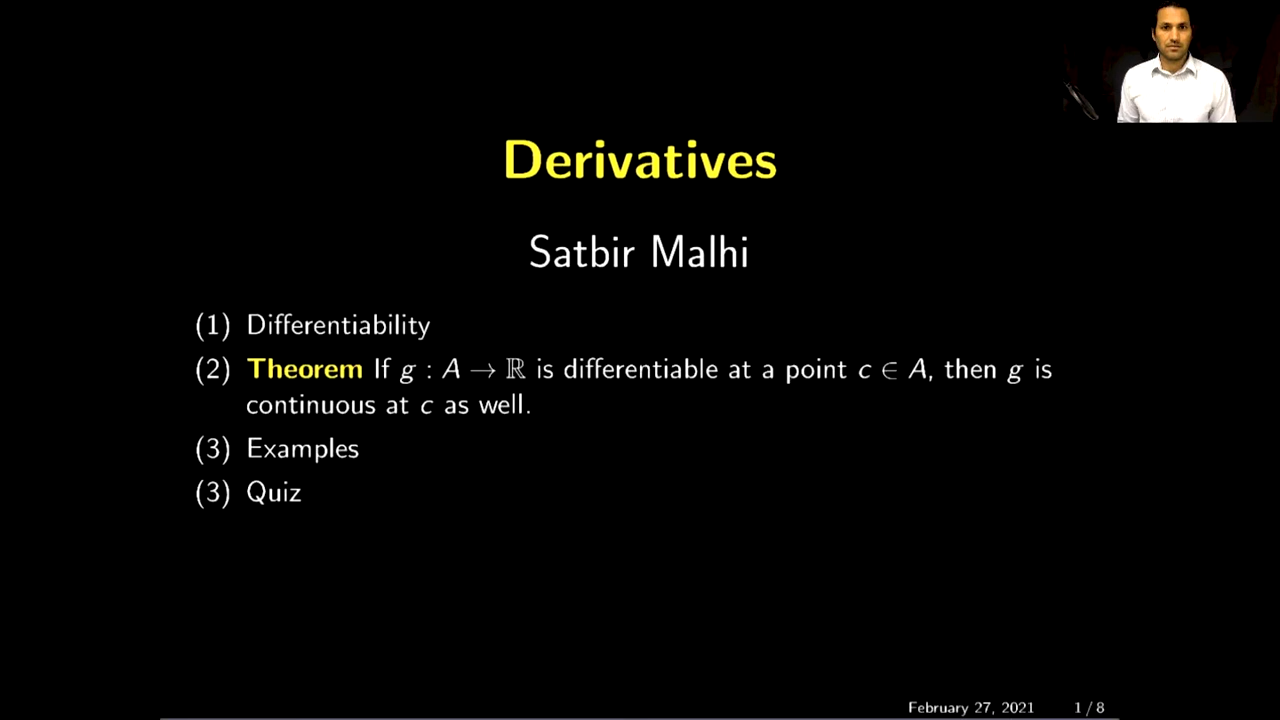 Derivatives
Satbir Malhi
(1) Differentiability
(2) Theorem If g : A → ℝ is differentiable at a point c ∈ A, then g is
continuous at c as well.
(3) Examples
(3) Quiz
February 27, 2021 1 / 8